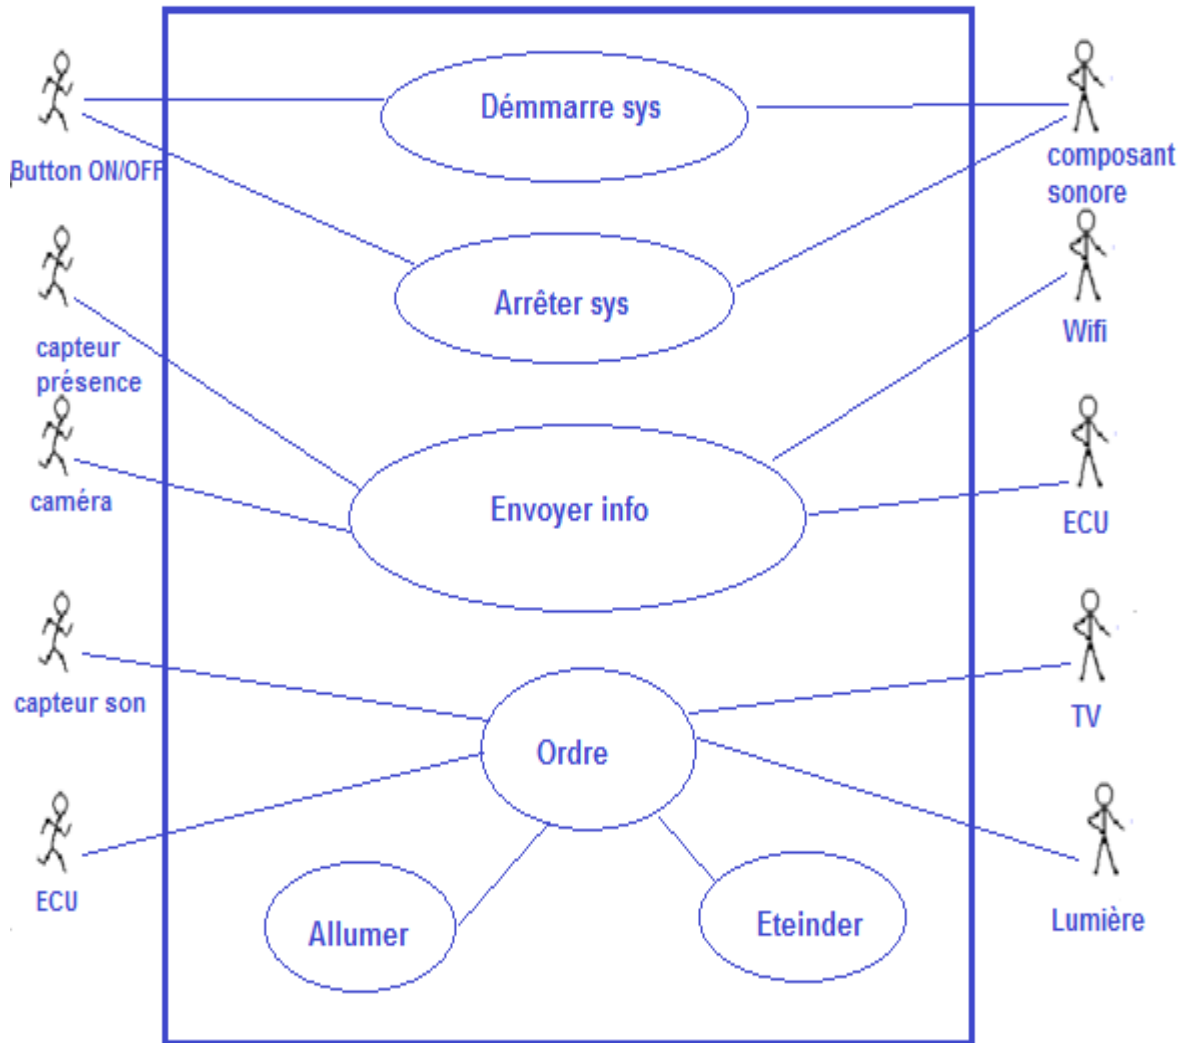 Démmarre sys
Button ON/OFF
composant
sonore
Arrêter sys
capteur
présence
Wifi
caméra
Envoyer info
ECU
capteur son
Ordre
TV
ECU
Allumer
Eteinder
Lumière